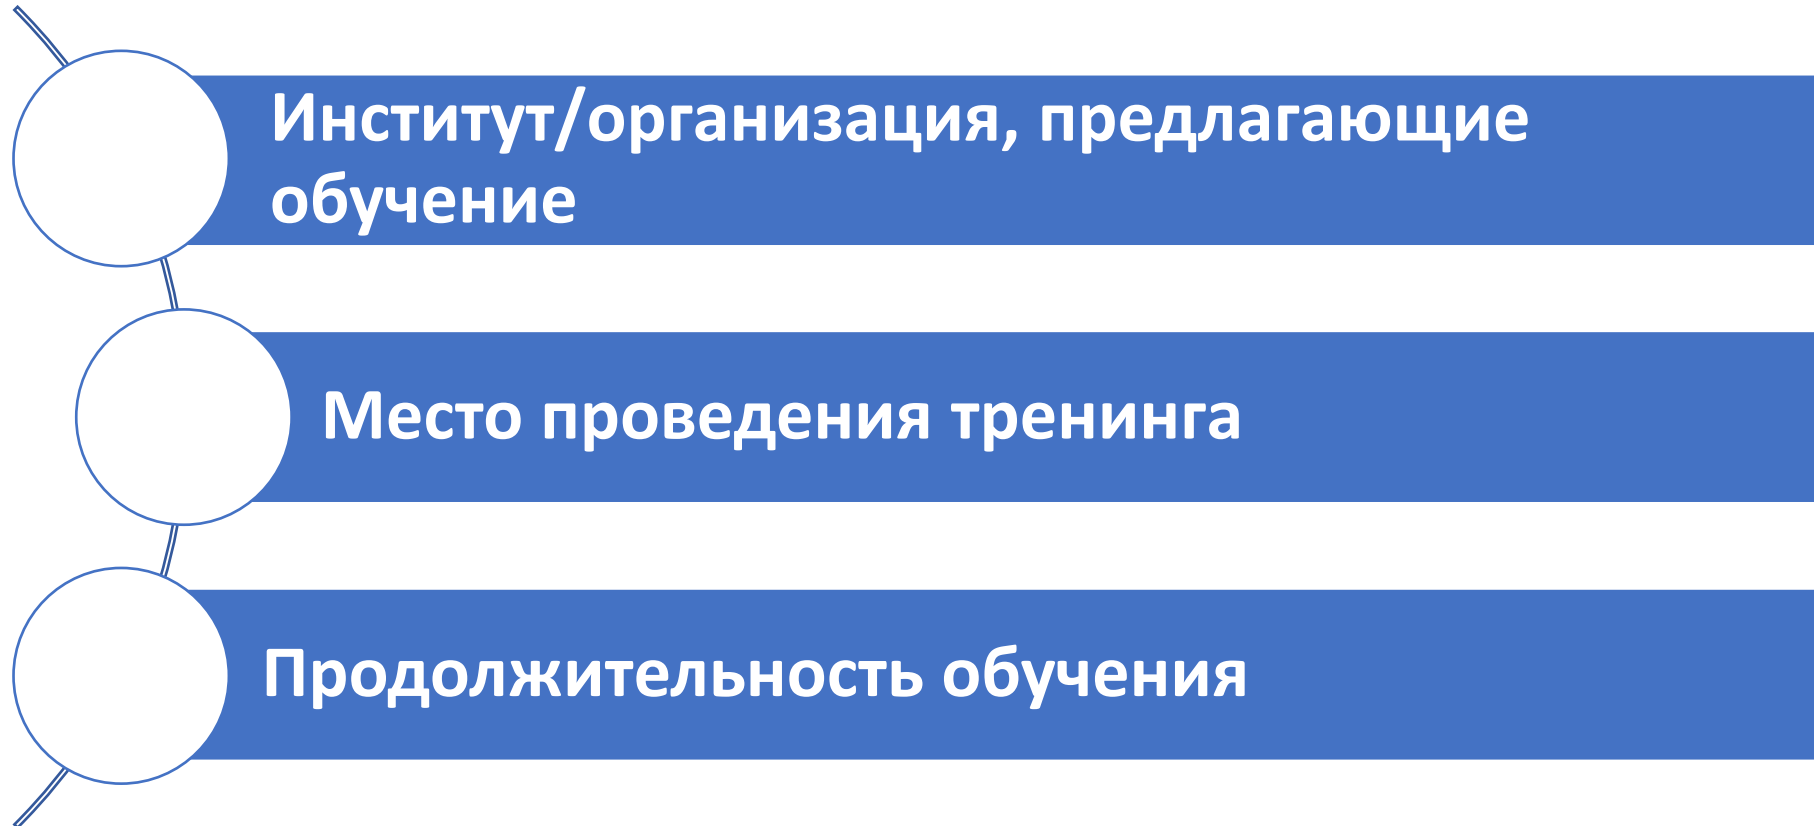 Институт/организация, предлагающие
обучение
Место проведения тренинга
Продолжительность обучения